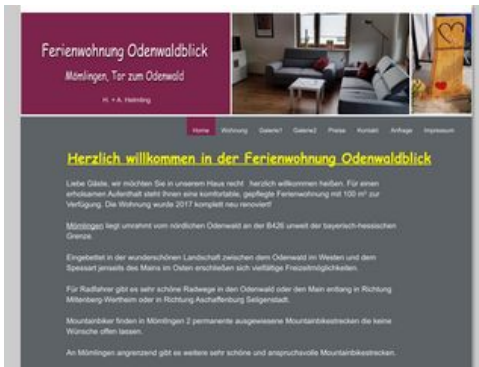 Ferienwohnung Odenwaldblick
Mömlingen, Tor zum Odenwald
H. + A. Helmling
Home Wohnung Galerie1 Galerie2 Preise Kontakt Anfrage Impressum
Herzlich willkommen in der Ferienwohnung Odenwaldblick
Liebe Gäste, wir möchten Sie in unserem Haus recht herzlich willkommen heißen. Für einen
erholsamen Aufenthalt steht Ihnen eine komfortable, gepflegte Ferienwohnung mit 100 m² zur
Verfügung. Die Wohnung wurde 2017 komplett neu renoviert!
Mömlingen liegt umrahmt vom nördlichen Odenwald an der B426 unweit der bayerisch-hessischen
Grenze.
Eingebettet in der wunderschönen Landschaft zwischen dem Odenwald im Westen und dem
Spessart jenseits des Mains im Osten erschließen sich vielfältige Freizeitmöglichkeiten.
Für Radfahrer gibt es sehr schöne Radwege in den Odenwald oder den Main entlang in Richtung
Miltenberg-Wertheim oder in Richtung Aschaffenburg Seligenstadt.
Mountainbiker finden in Mömlingen 2 permanente ausgewiesene Mountainbikestrecken die keine
Wünsche offen lassen.
An Mömlingen angrenzend gibt es weitere sehr schöne und anspruchsvolle Mountainbikestrecken.